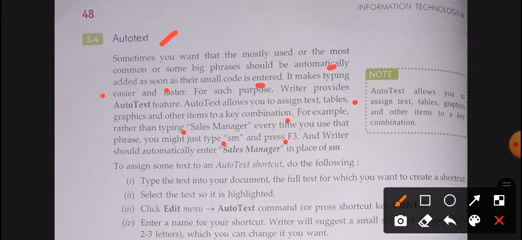 48
INFORMATION TECHNOLOGY-
3.4 Autotext
Sometimes you want that the mostly used or the most
common or some big phrases should be automatically
added as soon as their small code is entered. It makes typing
easier and faster. For such purpose. Writer provides
AutoText feature. AutoText allows you to assign text, tables,
graphics and other items to a key combination. For example,
rather than typing "Sales Manager" every time you use that
phrase, you might just type "sm" and press F3. And Writer
should automatically enter "Sales Manager" in place of sm.
NOTE
AutoText allows you to
assign text, tables, graphics
and other items to a key
combination.
To assign some text to an AutoText shortcut, do the following :
(i) Type the text into your document, the full text for which you want to create a shortcut
(ii) Select the text so it is highlighted.
(iii) Click Edit menu → AutoText command (or press shortcut key
(iv) Enter a name for your shortcut. Writer will suggest a small
2-3 letters), which you can change if you want.